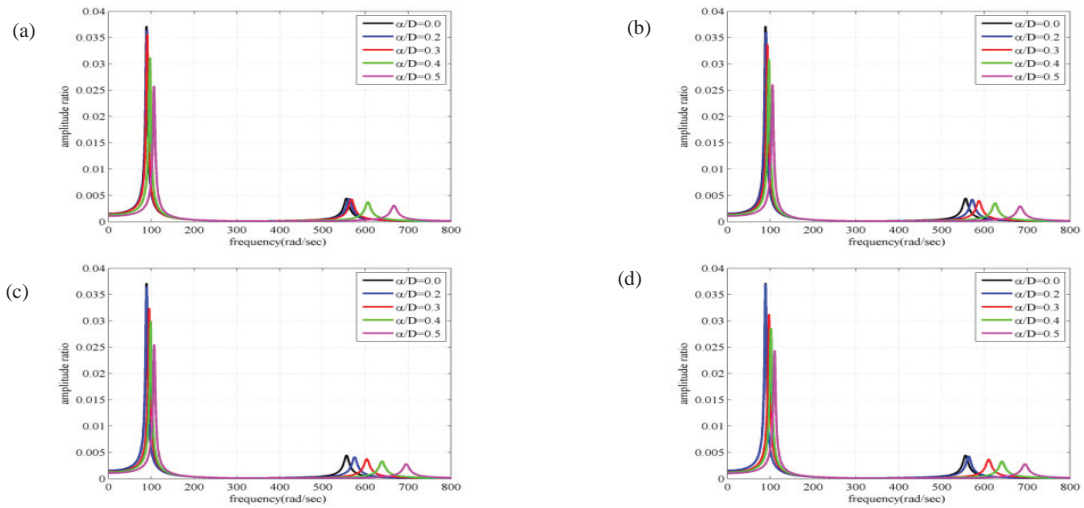 (a)
amplitude ratio
0.04
0.035
0.03
0.025
0.02
0.015
0.01
0.005
0
0 100 200 300 400 500 600 700 800
frequency(rad/sec)
α/D=0.0
α/D=0.2
α/D=0.3
α/D=0.4
α/D=0.5
(b)
amplitude ratio
0.04
0.035
0.03
0.025
0.02
0.015
0.01
0.005
0
0 100 200 300 400 500 600 700 800
frequency(rad/sec)
α/D=0.0
α/D=0.2
α/D=0.3
α/D=0.4
α/D=0.5
(c)
amplitude ratio
0.04
0.035
0.03
0.025
0.02
0.015
0.01
0.005
0
0 100 200 300 400 500 600 700 800
frequency(rad/sec)
α/D=0.0
α/D=0.2
α/D=0.3
α/D=0.4
α/D=0.5
(d)
amplitude ratio
0.04
0.035
0.03
0.025
0.02
0.015
0.01
0.005
0
0 100 200 300 400 500 600 700 800
frequency(rad/sec)
α/D=0.0
α/D=0.2
α/D=0.3
α/D=0.4
α/D=0.5